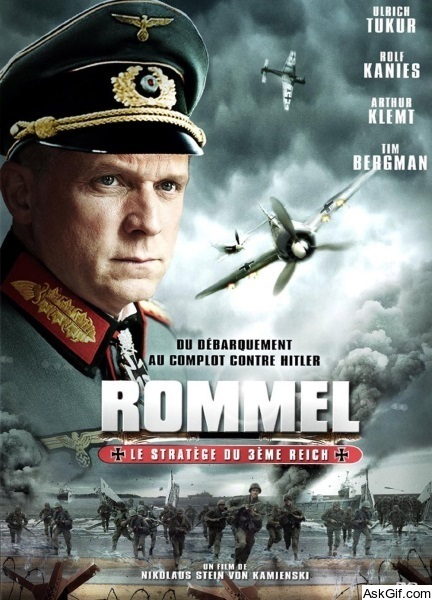 ULRICH
TUKUR
ROLF
KANIES
ARTHUR
KLEMT
TIM
BERGMAN
DU DÉBARQUEMENT
AU COMPLOT CONTRE HITLER
ROMMEL
LE STRATÈGE DU 3ÈME REICH
UN FILM DE
NIKOLAUS STEIN VON KAMIENSKI
AskGif.com